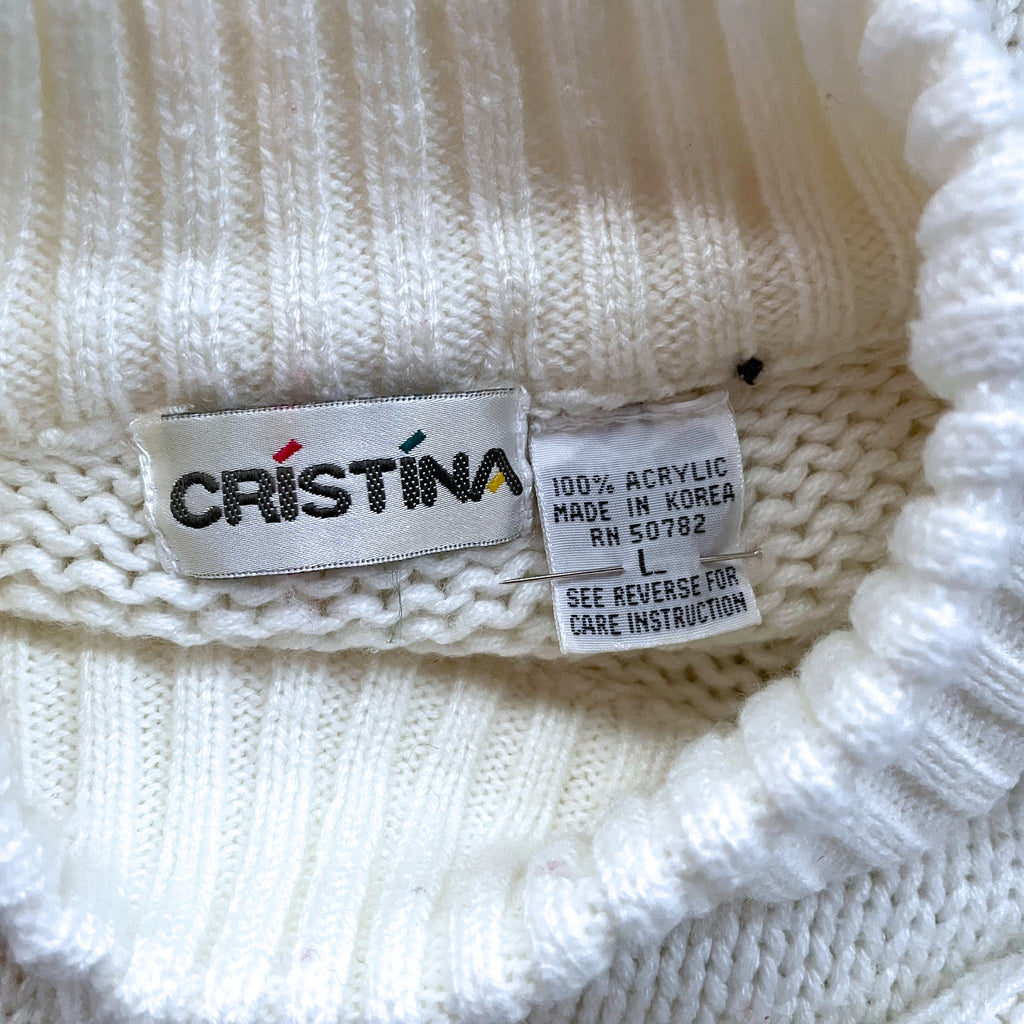 CRÍSTÍNA
100% ACRYLIC
MADE IN KOREA
RN 50782
L
SEE REVERSE FOR
CARE INSTRUCTION